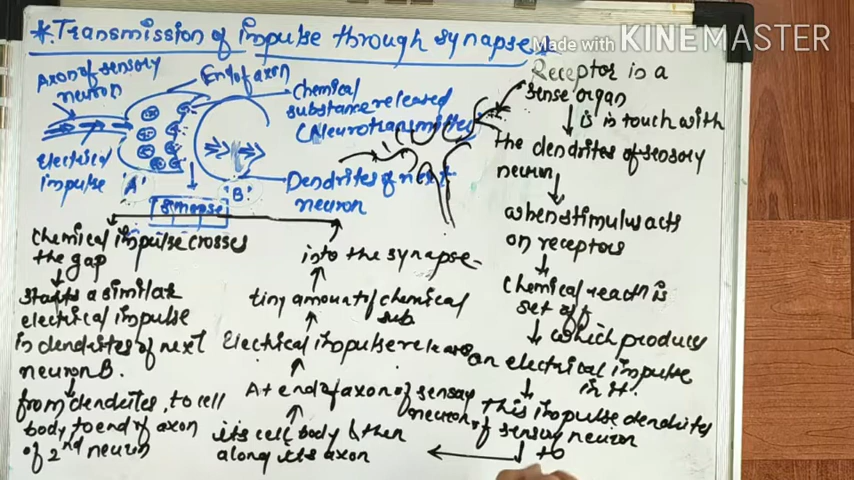 *Transmission of impulse through synapse*
Made with KINEMASTER
Axon of sensory
neuron
End of axon
Chemical
substance released
(Neurotransmitter)
Electrical
impulse
'A'
'B'
Dendrites of next
neuron
Synapse
Receptor is a
sense organ
↓ is in touch with
the dendrites of sensory
neuron
↓
when stimulus acts
on receptors
↓
Chemical reactn is
set off
↓ which produces
an electrical impulse
in it.
↓
This impulse dendrites
of sensory neuron
↓ to
←
its cell body & then
along its axon
↑
At end of axon of sensay
neuron
↑
Electrical impulse releases
↑
tiny amount of chemical
sub
↑
into the synapse
↑
Chemical impulse crosses
the gap
↓
starts a similar
electrical impulse
in dendrites of next
neuron B.
↓
from dendrites, to cell
body to end of axon
of 2nd neuron